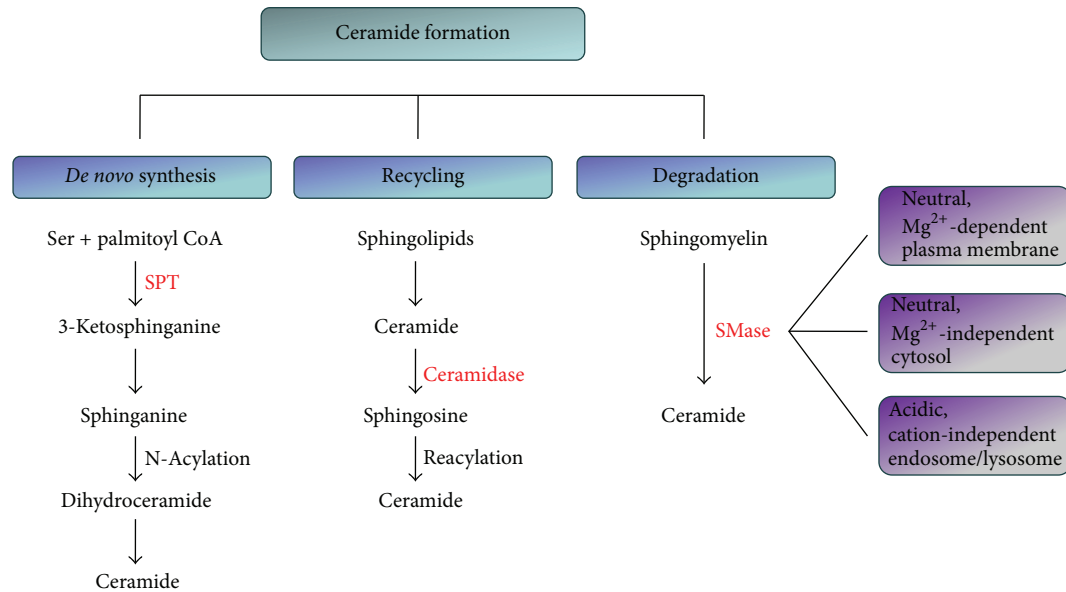 Ceramide formation
De novo synthesis
Recycling
Degradation
Ser + palmitoyl CoA
SPT
3-Ketosphinganine
Sphinganine
N-Acylation
Dihydroceramide
Ceramide
Sphingolipids
Ceramide
Ceramidase
Sphingosine
Reacylation
Ceramide
Sphingomyelin
SMase
Ceramide
Neutral,
Mg²⁺-dependent
plasma membrane
Neutral,
Mg²⁺-independent
cytosol
Acidic,
cation-independent
endosome/lysosome